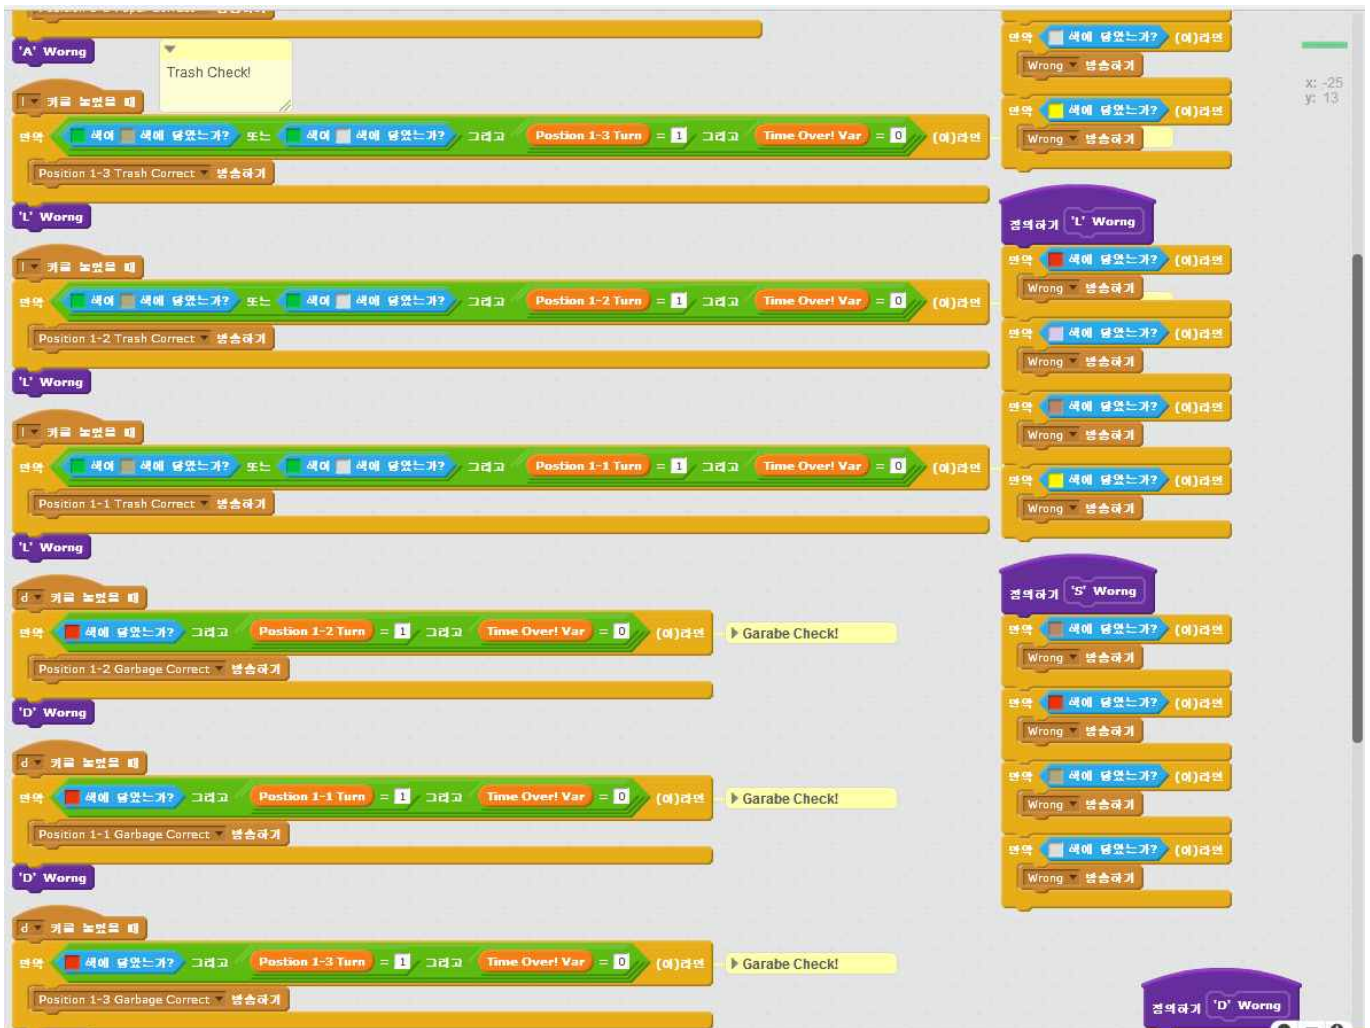 'A' Worng
Trash Check!
l 키를 눌렀을 때
만약 색이 색에 닿았는가? 또는 색이 색에 닿았는가? 그리고 Postion 1-3 Turn = 1 그리고 Time Over! Var = 0 (이)라면
Position 1-3 Trash Correct 방송하기
'L' Worng
l 키를 눌렀을 때
만약 색이 색에 닿았는가? 또는 색이 색에 닿았는가? 그리고 Postion 1-2 Turn = 1 그리고 Time Over! Var = 0 (이)라면
Position 1-2 Trash Correct 방송하기
'L' Worng
l 키를 눌렀을 때
만약 색이 색에 닿았는가? 또는 색이 색에 닿았는가? 그리고 Postion 1-1 Turn = 1 그리고 Time Over! Var = 0 (이)라면
Position 1-1 Trash Correct 방송하기
'L' Worng
d 키를 눌렀을 때
만약 색에 닿았는가? 그리고 Postion 1-2 Turn = 1 그리고 Time Over! Var = 0 (이)라면
Garabe Check!
Position 1-2 Garbage Correct 방송하기
'D' Worng
d 키를 눌렀을 때
만약 색에 닿았는가? 그리고 Postion 1-1 Turn = 1 그리고 Time Over! Var = 0 (이)라면
Garabe Check!
Position 1-1 Garbage Correct 방송하기
'D' Worng
d 키를 눌렀을 때
만약 색에 닿았는가? 그리고 Postion 1-3 Turn = 1 그리고 Time Over! Var = 0 (이)라면
Garabe Check!
Position 1-3 Garbage Correct 방송하기
만약 색에 닿았는가? (이)라면
Wrong 방송하기
만약 색에 닿았는가? (이)라면
Wrong 방송하기
정의하기 'L' Worng
만약 색에 닿았는가? (이)라면
Wrong 방송하기
만약 색에 닿았는가? (이)라면
Wrong 방송하기
만약 색에 닿았는가? (이)라면
Wrong 방송하기
만약 색에 닿았는가? (이)라면
Wrong 방송하기
정의하기 'S' Worng
만약 색에 닿았는가? (이)라면
Wrong 방송하기
만약 색에 닿았는가? (이)라면
Wrong 방송하기
만약 색에 닿았는가? (이)라면
Wrong 방송하기
만약 색에 닿았는가? (이)라면
Wrong 방송하기
정의하기 'D' Worng
x: -25
y: 13